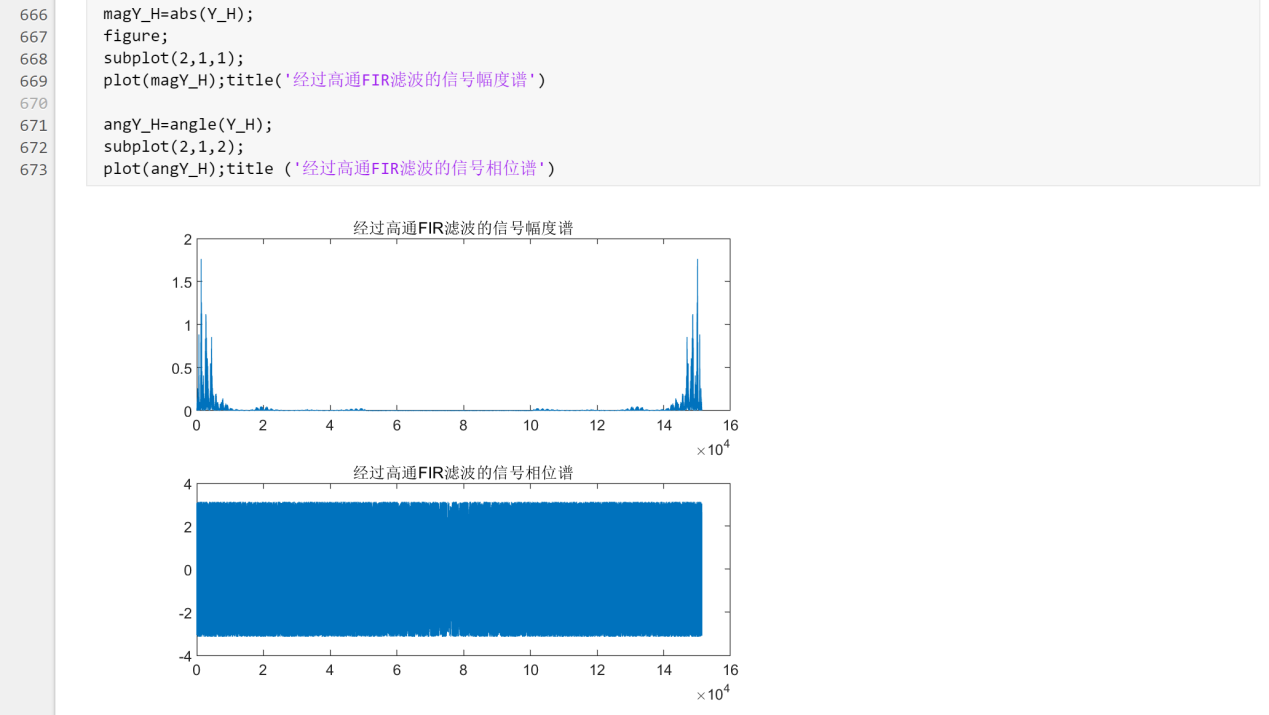 666 magY_H=abs(Y_H);
667 figure;
668 subplot(2,1,1);
669 plot(magY_H);title('经过高通FIR滤波的信号幅度谱')
670
671 angY_H=angle(Y_H);
672 subplot(2,1,2);
673 plot(angY_H);title ('经过高通FIR滤波的信号相位谱')
经过高通FIR滤波的信号幅度谱
2
1.5
1
0.5
0
0 2 4 6 8 10 12 14 16
×10⁴
经过高通FIR滤波的信号相位谱
4
2
0
-2
-4
0 2 4 6 8 10 12 14 16
×10⁴